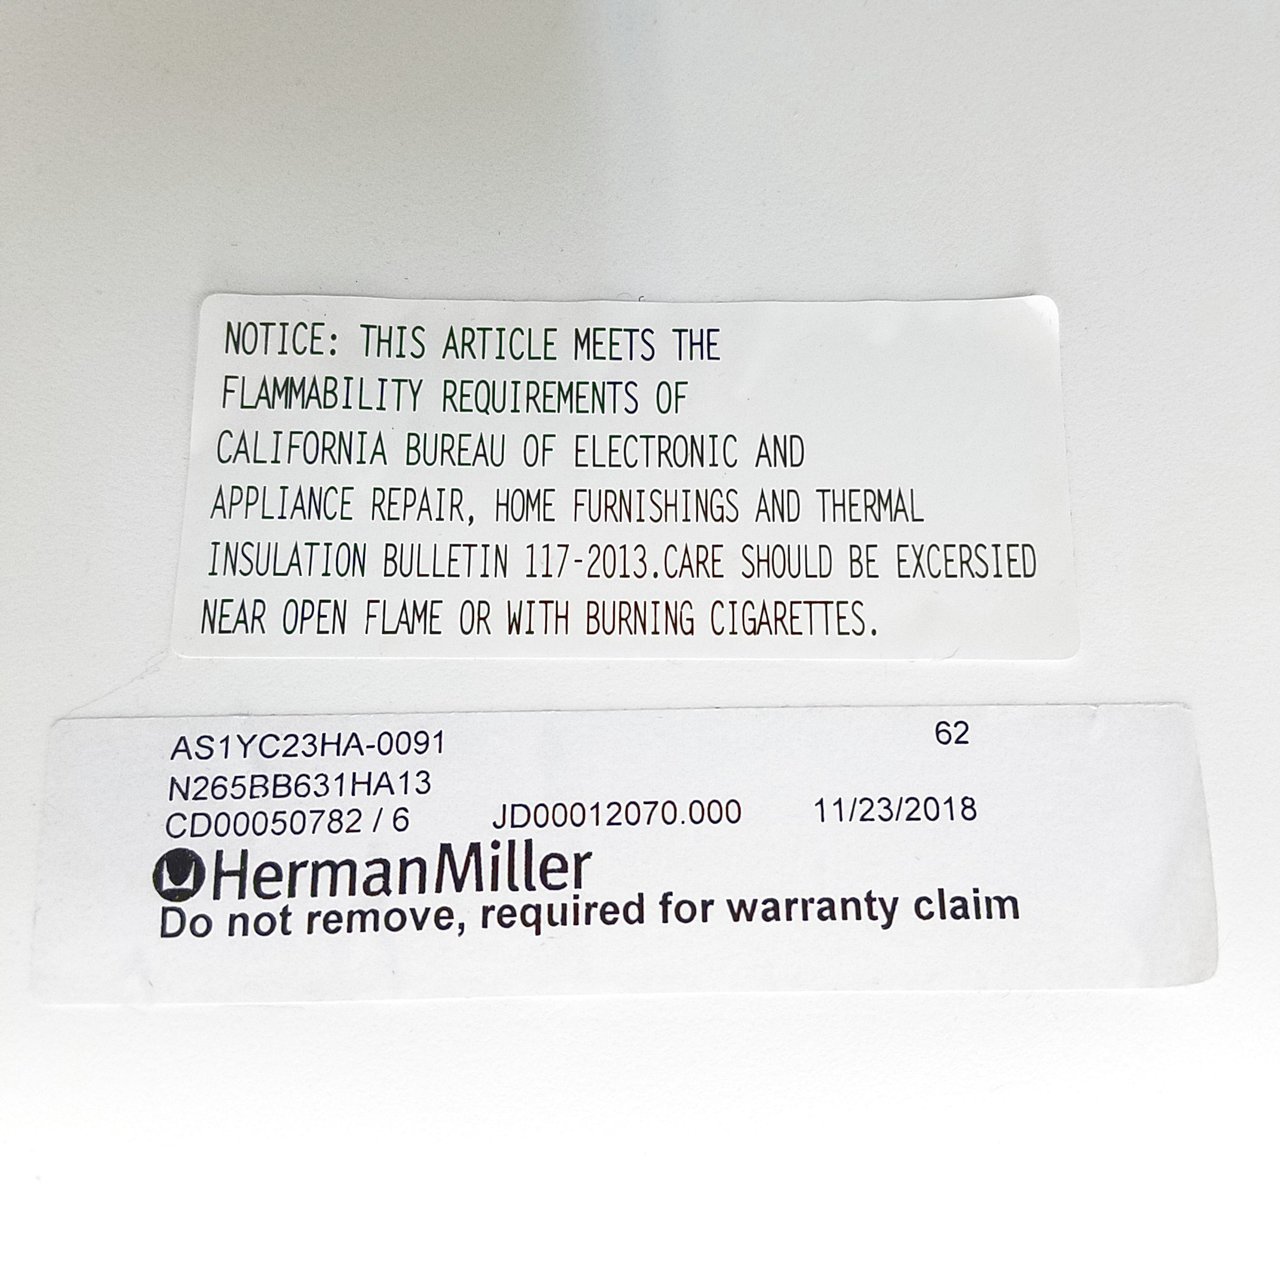 NOTICE: THIS ARTICLE MEETS THE
FLAMMABILITY REQUIREMENTS OF
CALIFORNIA BUREAU OF ELECTRONIC AND
APPLIANCE REPAIR, HOME FURNISHINGS AND THERMAL
INSULATION BULLETIN 117-2013.CARE SHOULD BE EXCERSIED
NEAR OPEN FLAME OR WITH BURNING CIGARETTES.
AS1YC23HA-0091 62
N265BB631HA13
CD00050782 / 6 JD00012070.000 11/23/2018
HermanMiller
Do not remove, required for warranty claim